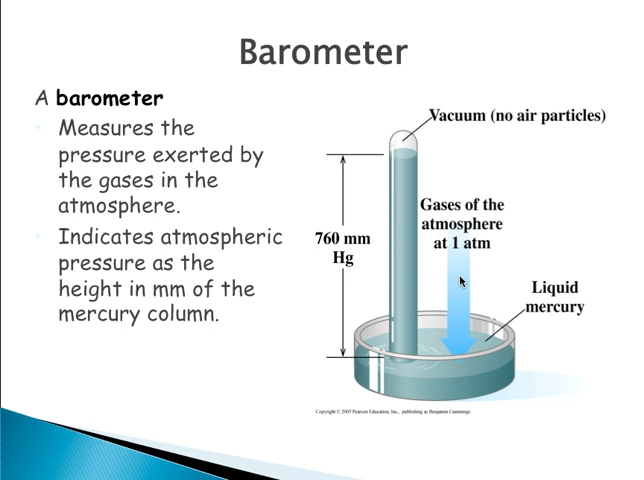 Barometer
A barometer
Measures the
pressure exerted by
the gases in the
atmosphere.
Indicates atmospheric
pressure as the
height in mm of the
mercury column.
Vacuum (no air particles)
Gases of the
atmosphere
at 1 atm
760 mm
Hg
Liquid
mercury
Copyright © 2005 Pearson Education, Inc., publishing as Benjamin Cummings